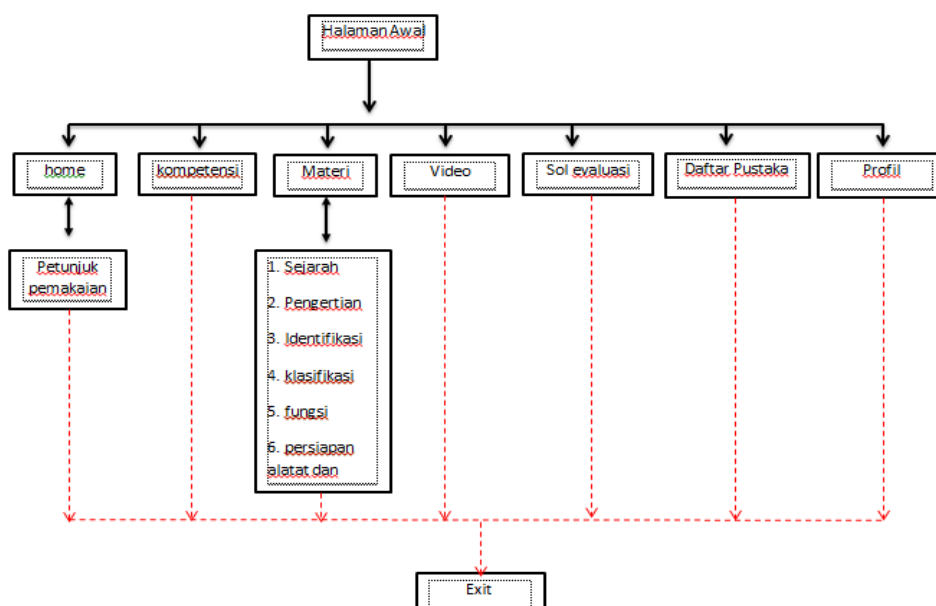 Halaman Awal
home
kompetensi
Materi
Video
Sol evaluasi
Daftar Pustaka
Profil
Petunjuk
pemakaian
1. Sejarah
2. Pengertian
3. Identifikasi
4. klasifikasi
5. fungsi
6. persiapan
alatat dan
Exit